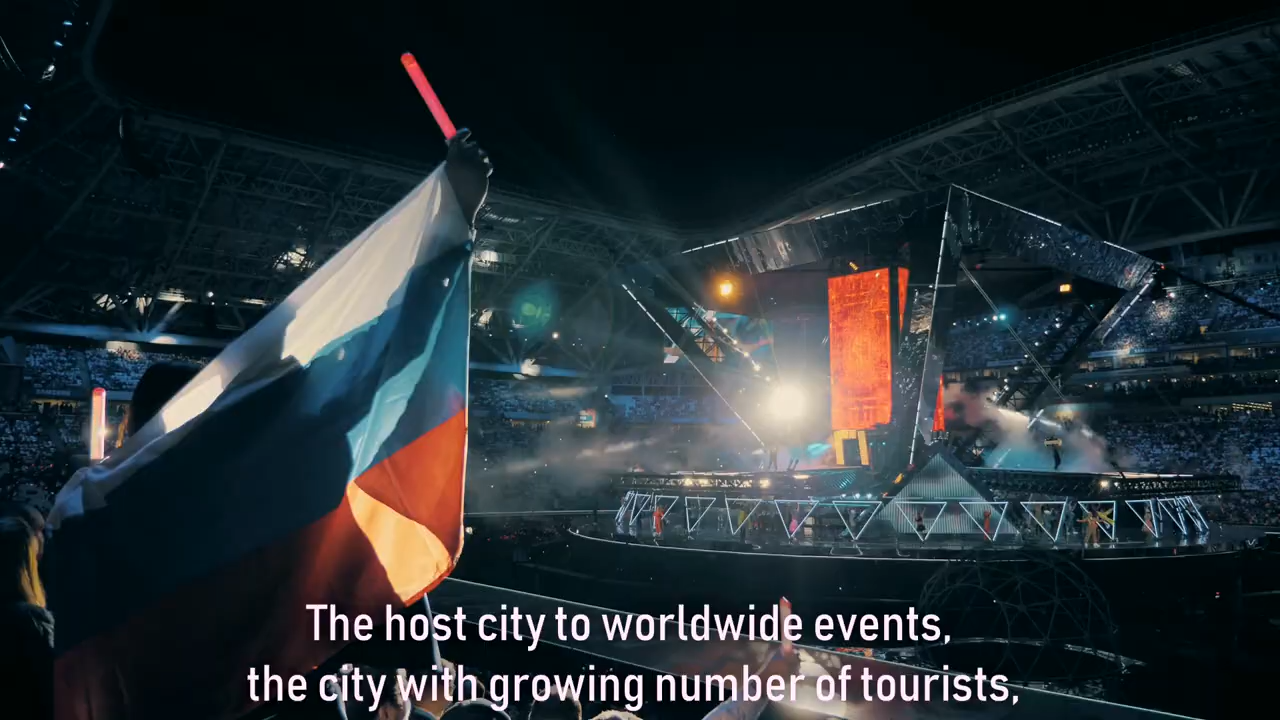 The host city to worldwide events,
the city with growing number of tourists,